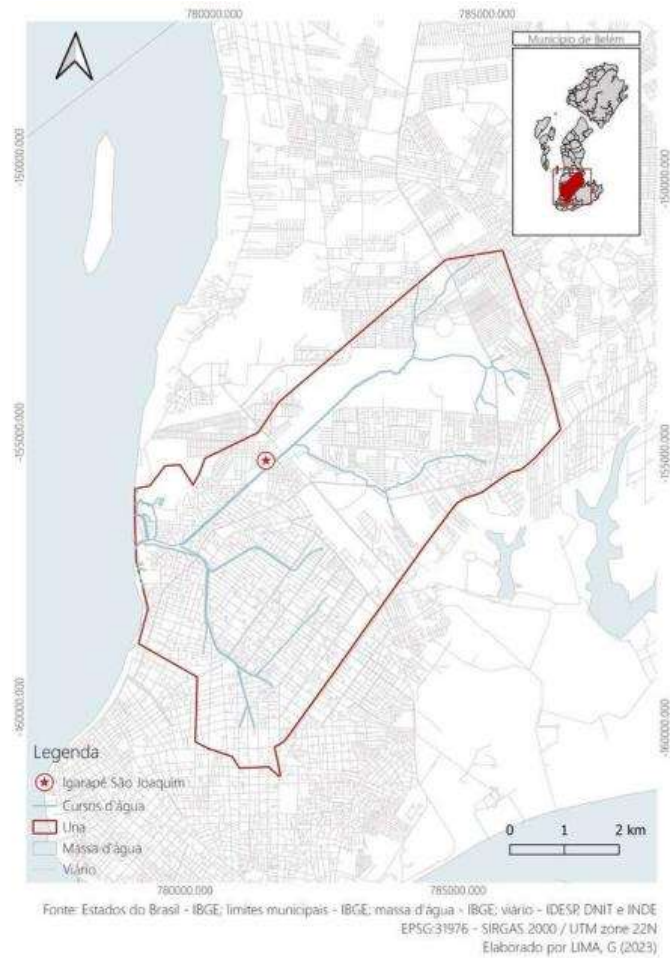 780000.000 785000.000
Município de Belém
-150000.000 -150000.000
-155000.000 -155000.000
-160000.000 -160000.000
Legenda
Igarapé São Joaquim
Cursos d'água
Una
Massa d'água
Viário
0 1 2 km
780000.000 785000.000
Fonte: Estados do Brasil - IBGE; limites municipais - IBGE; massa d'água - IBGE; viário - IDESP, DNIT e INDE
EPSG:31976 - SIRGAS 2000 / UTM zone 22N
Elaborado por LIMA, G (2023)